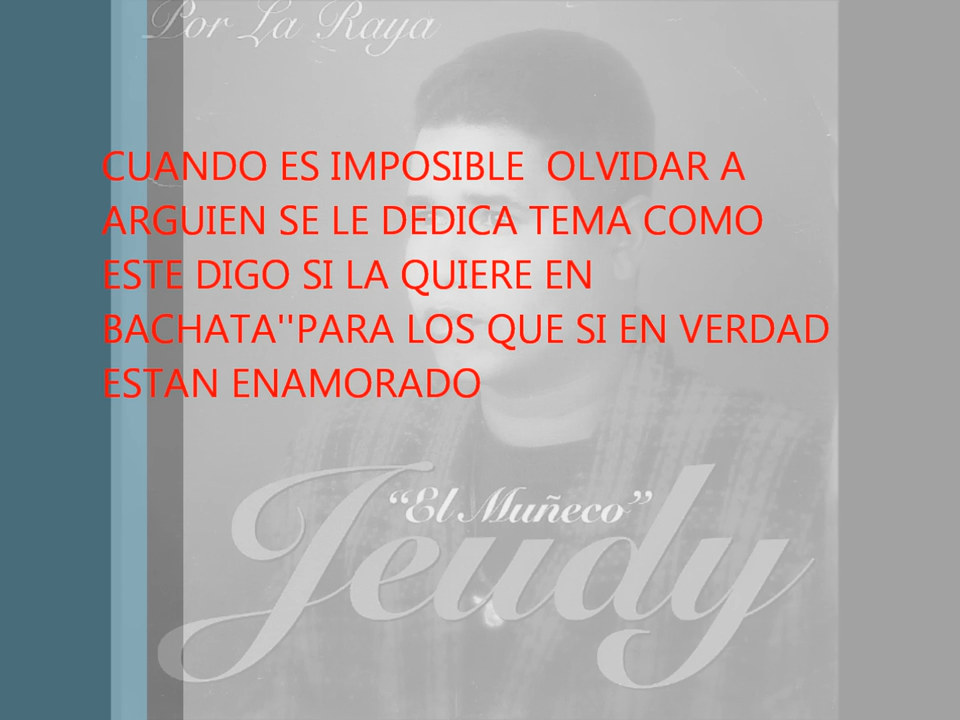 Por La Raya
CUANDO ES IMPOSIBLE  OLVIDAR A
ARGUIEN SE LE DEDICA TEMA COMO
ESTE DIGO SI LA QUIERE EN
BACHATA''PARA LOS QUE SI EN VERDAD
ESTAN ENAMORADO
“El Muñeco”
Jeudy